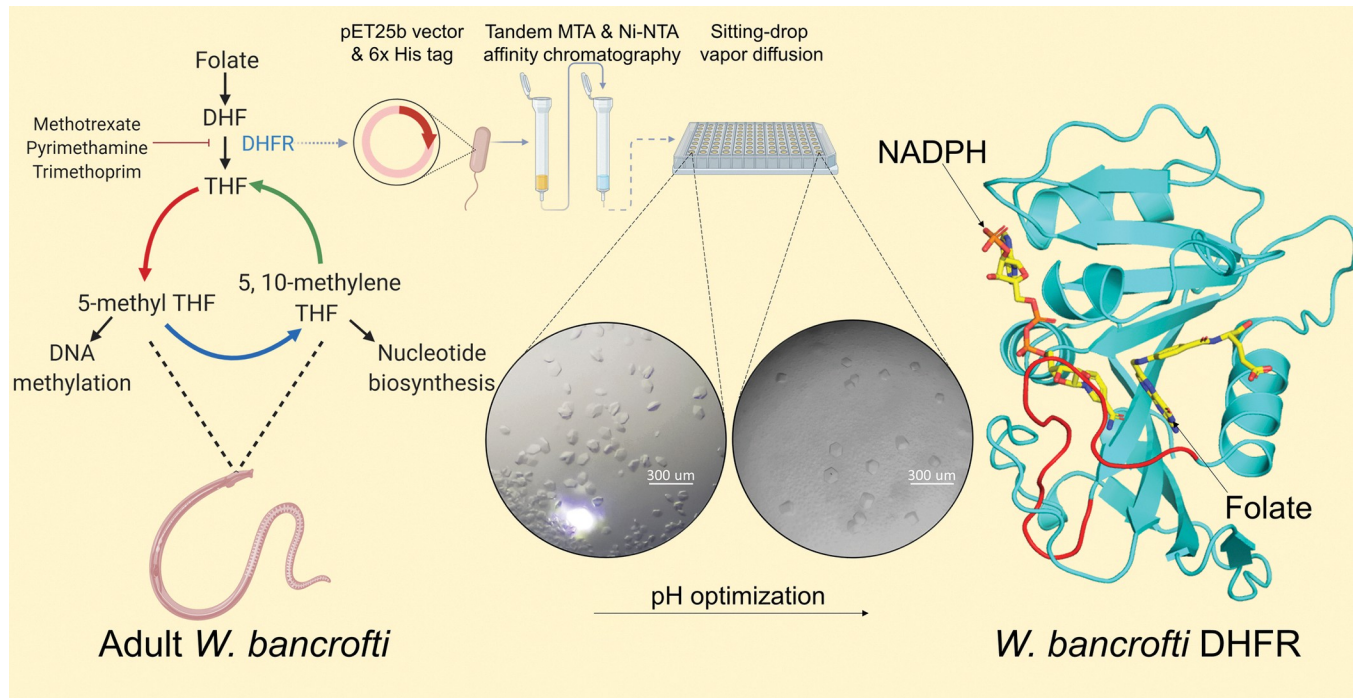 pET25b vector
& 6x His tag
Tandem MTA & Ni-NTA
affinity chromatography
Sitting-drop
vapor diffusion
Folate
DHF
Methotrexate
Pyrimethamine
Trimethoprim
DHFR
THF
5-methyl THF
5, 10-methylene
THF
DNA
methylation
Nucleotide
biosynthesis
300 um
300 um
pH optimization
Adult W. bancrofti
NADPH
Folate
W. bancrofti DHFR